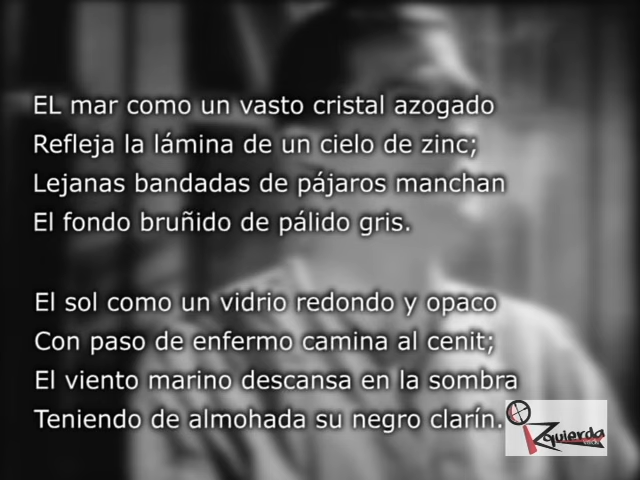 EL mar como un vasto cristal azogado
Refleja la lámina de un cielo de zinc;
Lejanas bandadas de pájaros manchan
El fondo bruñido de pálido gris.
El sol como un vidrio redondo y opaco
Con paso de enfermo camina al cenit;
El viento marino descansa en la sombra
Teniendo de almohada su negro clarín.
Izquierda